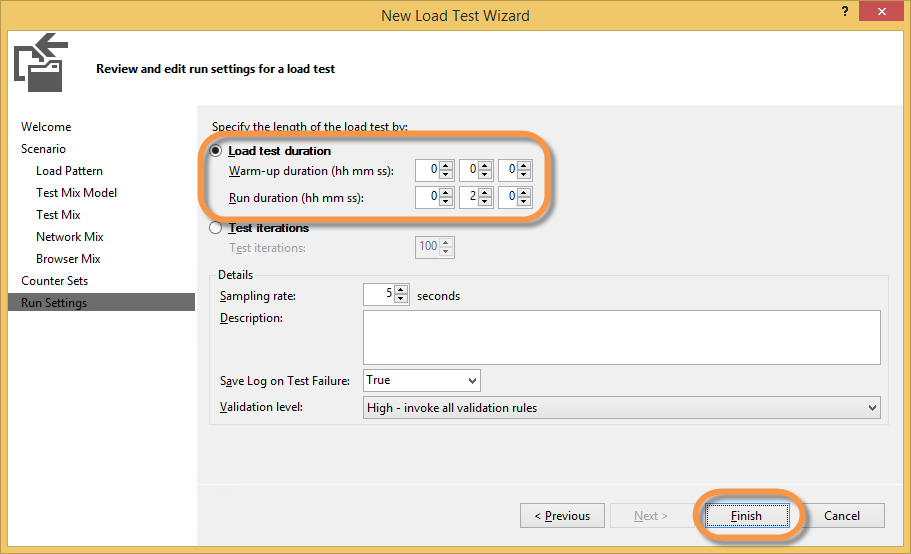 New Load Test Wizard
?
Review and edit run settings for a load test
Welcome
Scenario
Load Pattern
Test Mix Model
Test Mix
Network Mix
Browser Mix
Counter Sets
Run Settings
Specify the length of the load test by:
Load test duration
Warm-up duration (hh mm ss): 0 0 0
Run duration (hh mm ss): 0 2 0
Test iterations
Test iterations: 100
Details
Sampling rate: 5 seconds
Description:
Save Log on Test Failure: True
Validation level: High - invoke all validation rules
< Previous Next > Finish Cancel